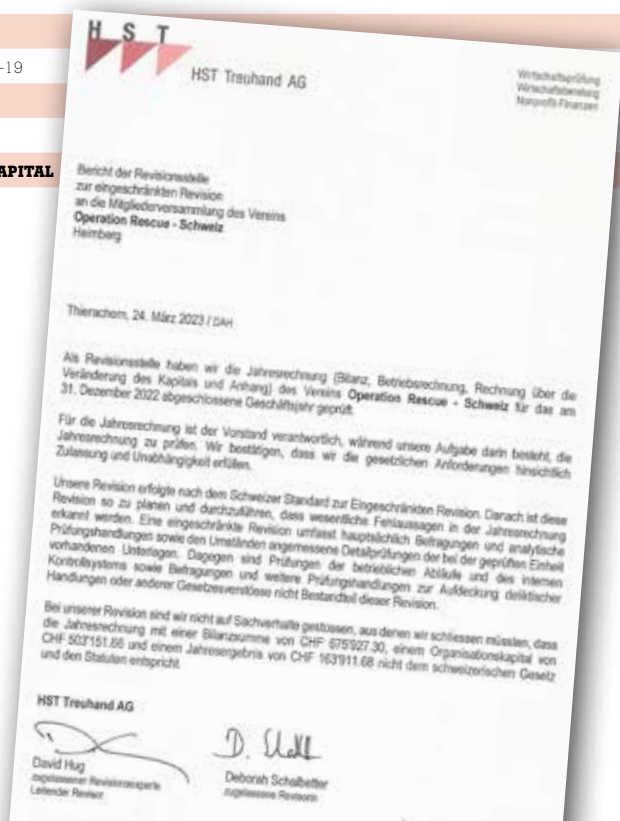 -19
APITAL
H S T
HST Treuhand AG
Wirtschaftsprüfung
Wirtschaftsberatung
Nonprofit-Finanzen
Bericht der Revisionsstelle
zur eingeschränkten Revision
an die Mitgliederversammlung des Vereins
Operation Rescue - Schweiz
Heimberg
Thierachern, 24. März 2023 / DAH
Als Revisionsstelle haben wir die Jahresrechnung (Bilanz, Betriebsrechnung, Rechnung über die
Veränderung des Kapitals und Anhang) des Vereins Operation Rescue - Schweiz für das am
31. Dezember 2022 abgeschlossene Geschäftsjahr geprüft.
Für die Jahresrechnung ist der Vorstand verantwortlich, während unsere Aufgabe darin besteht, die
Jahresrechnung zu prüfen. Wir bestätigen, dass wir die gesetzlichen Anforderungen hinsichtlich
Zulassung und Unabhängigkeit erfüllen.
Unsere Revision erfolgte nach dem Schweizer Standard zur Eingeschränkten Revision. Danach ist diese
Revision so zu planen und durchzuführen, dass wesentliche Fehlaussagen in der Jahresrechnung
erkannt werden. Eine eingeschränkte Revision umfasst hauptsächlich Befragungen und analytische
Prüfungshandlungen sowie den Umständen angemessene Detailprüfungen der bei der geprüften Einheit
vorhandenen Unterlagen. Dagegen sind Prüfungen der betrieblichen Abläufe und des internen
Kontrollsystems sowie Befragungen und weitere Prüfungshandlungen zur Aufdeckung deliktischer
Handlungen oder anderer Gesetzesverstösse nicht Bestandteil dieser Revision.
Bei unserer Revision sind wir nicht auf Sachverhalte gestossen, aus denen wir schliessen müssten, dass
die Jahresrechnung mit einer Bilanzsumme von CHF 675'927.30, einem Organisationskapital von
CHF 503'151.66 und einem Jahresergebnis von CHF 163'911.68 nicht dem schweizerischen Gesetz
und den Statuten entspricht.
HST Treuhand AG
David Hug
zugelassener Revisionsexperte
Leitender Revisor
Deborah Schalbetter
zugelassene Revisorin